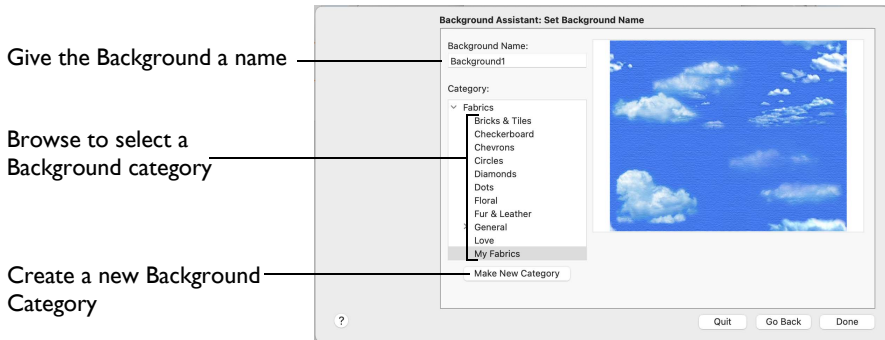 Background Assistant: Set Background Name
Give the Background a name
Background Name:
Background1
Category:
Fabrics
Bricks & Tiles
Checkerboard
Chevrons
Circles
Diamonds
Dots
Floral
Fur & Leather
General
Love
My Fabrics
Browse to select a
Background category
Make New Category
Create a new Background
Category
?
Quit
Go Back
Done